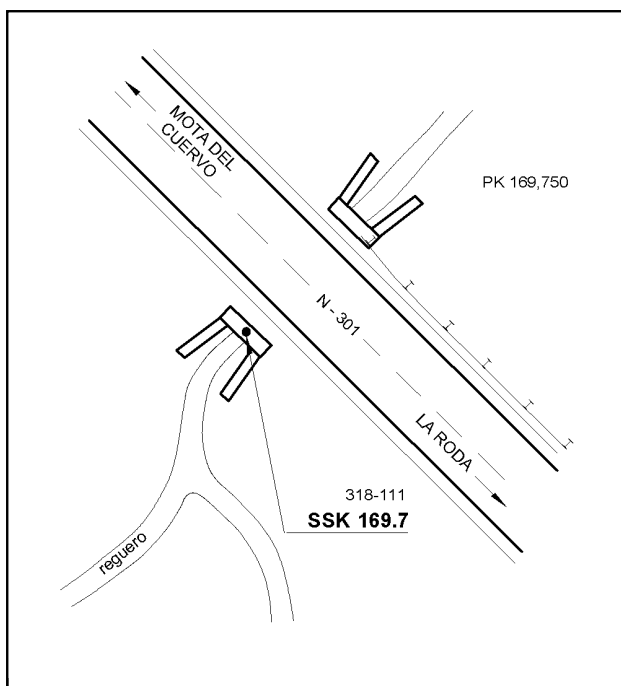 MOTA DEL
CUERVO
PK 169,750
N - 301
LA RODA
318-111
SSK 169.7
reguero